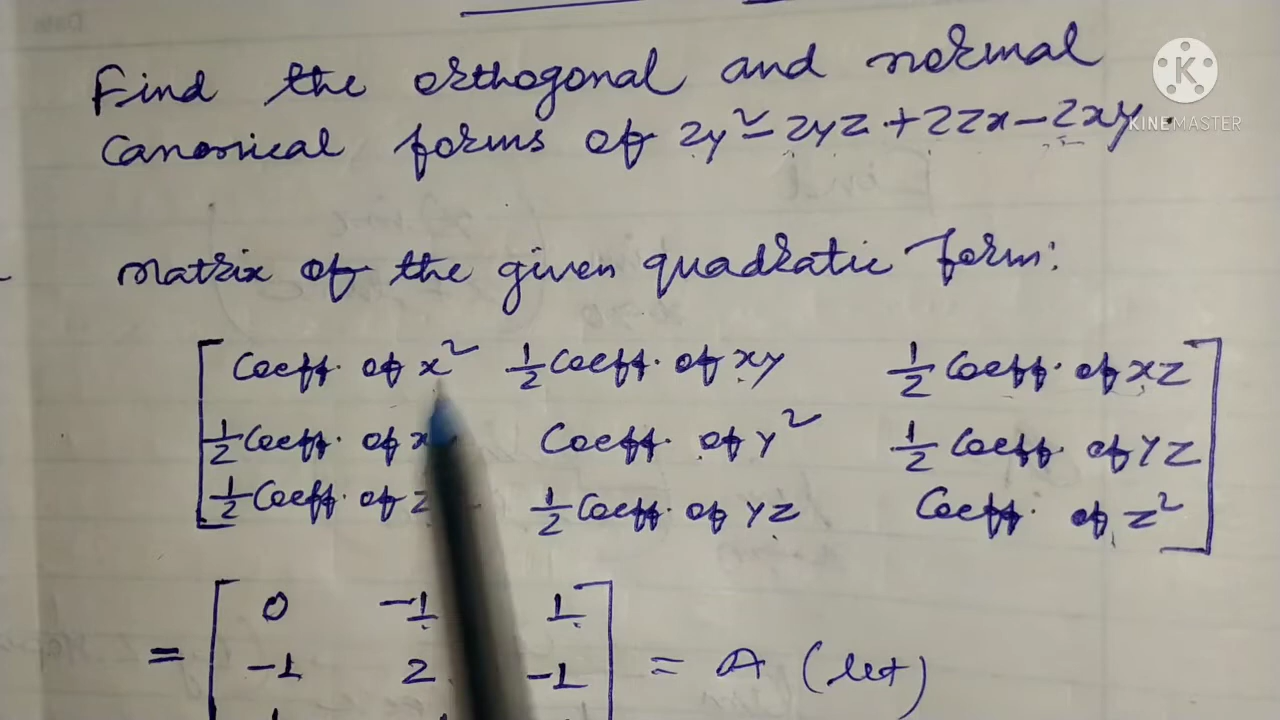 Find the orthogonal and normal
canonical forms of 2y² - 2yz + 2zx - 2xy.
K
KINEMASTER
matrix of the given quadratic form:
[ Coeff. of x² 1/2 Coeff. of xy 1/2 Coeff. of xz ]
1/2 Coeff. of x Coeff. of y² 1/2 Coeff. of yz
1/2 Coeff. of z 1/2 Coeff. of yz Coeff. of z²
= [ 0 -1 1 ]
-1 2 -1 = A (let)